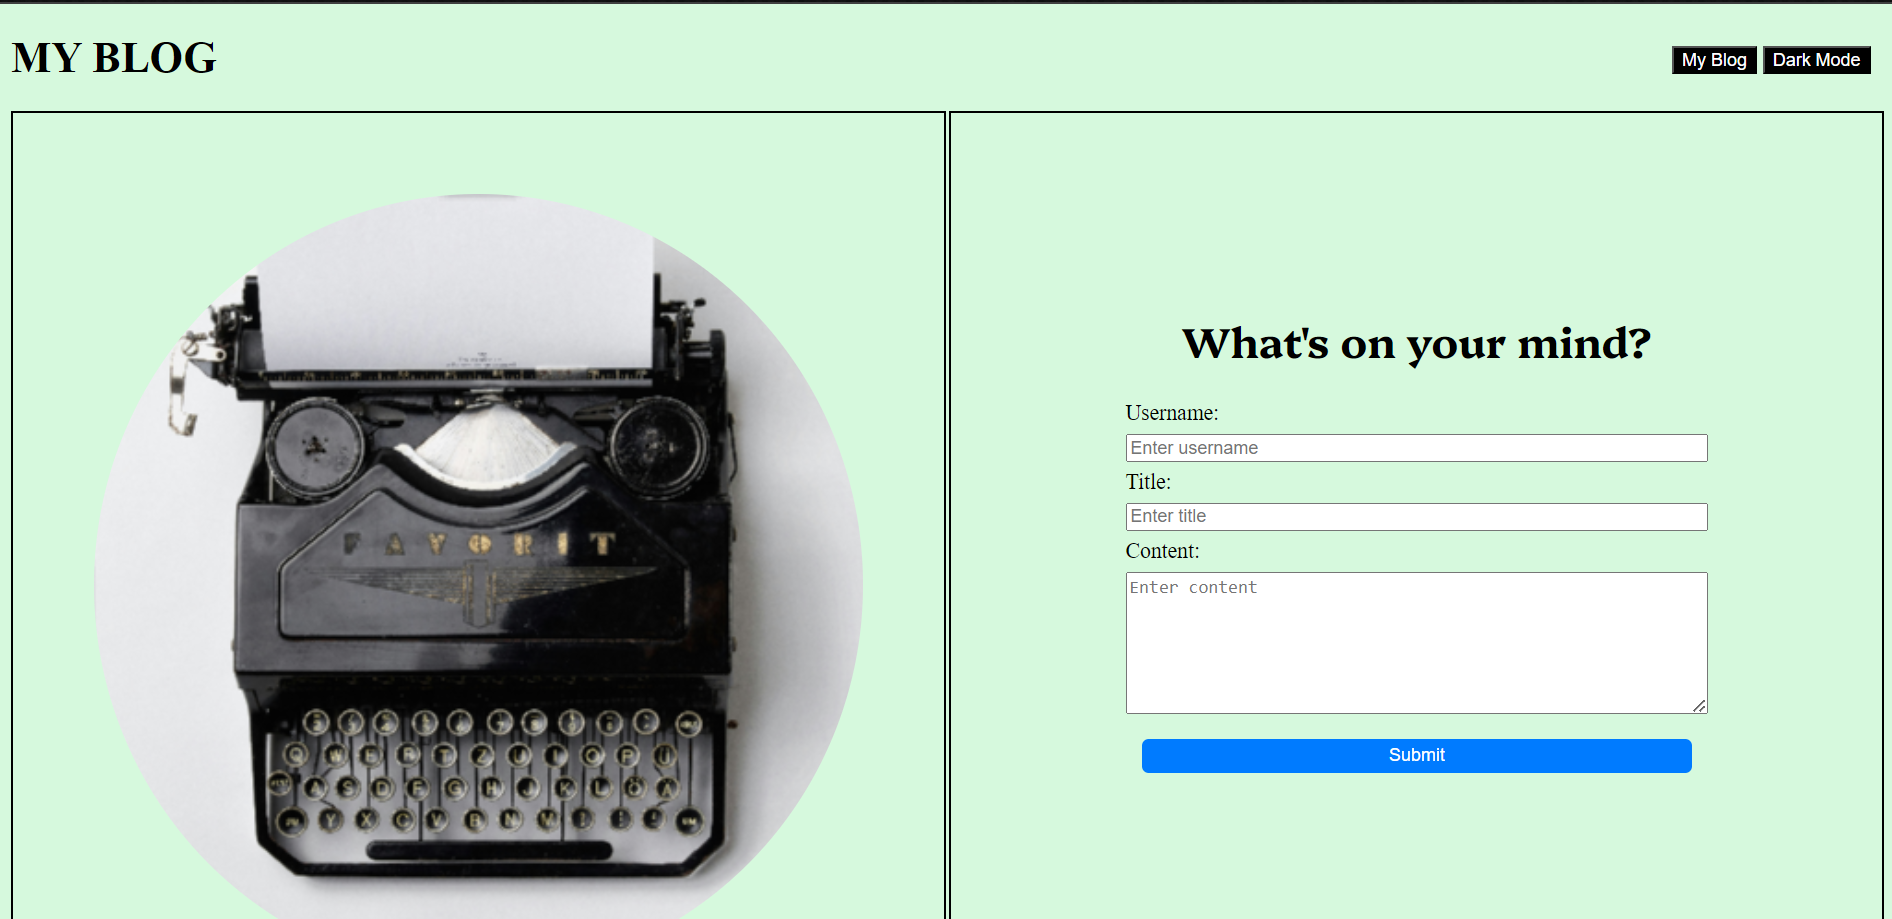 MY BLOG
My Blog Dark Mode
FAVORIT
Q W E R T Z U I O P Ü
A S D F G H J K L Ö Ä
Y X C V B N M
What's on your mind?
Username:
Enter username
Title:
Enter title
Content:
Enter content
Submit